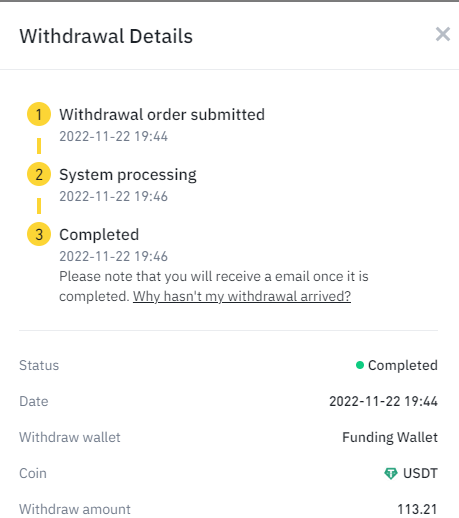 Withdrawal Details
1 Withdrawal order submitted
2022-11-22 19:44
2 System processing
2022-11-22 19:46
3 Completed
2022-11-22 19:46
Please note that you will receive a email once it is
completed. Why hasn't my withdrawal arrived?
Status Completed
Date 2022-11-22 19:44
Withdraw wallet Funding Wallet
Coin USDT
Withdraw amount 113.21